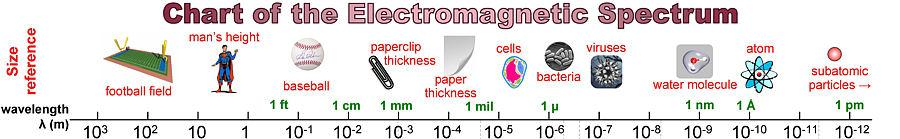 Chart of the Electromagnetic Spectrum
Size reference
football field
man's height
baseball
paperclip thickness
paper thickness
cells
bacteria
viruses
water molecule
atom
subatomic particles →
wavelength λ (m)
1 ft 1 cm 1 mm 1 mil 1 µ 1 nm 1 Å 1 pm
10³ 10² 10 1 10⁻¹ 10⁻² 10⁻³ 10⁻⁴ 10⁻⁵ 10⁻⁶ 10⁻⁷ 10⁻⁸ 10⁻⁹ 10⁻¹⁰ 10⁻¹¹ 10⁻¹²